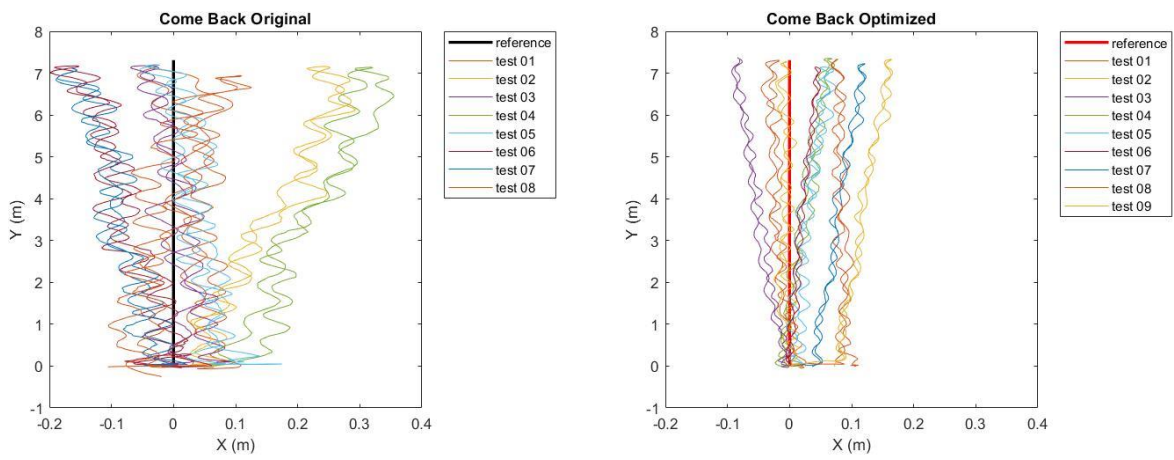 Come Back Original
8
7
6
5
4
3
2
1
0
-1
-0.2
-0.1
0
0.1
0.2
0.3
0.4
X (m)
Y (m)
reference
test 01
test 02
test 03
test 04
test 05
test 06
test 07
test 08
Come Back Optimized
8
7
6
5
4
3
2
1
0
-1
-0.2
-0.1
0
0.1
0.2
0.3
0.4
X (m)
Y (m)
reference
test 01
test 02
test 03
test 04
test 05
test 06
test 07
test 08
test 09